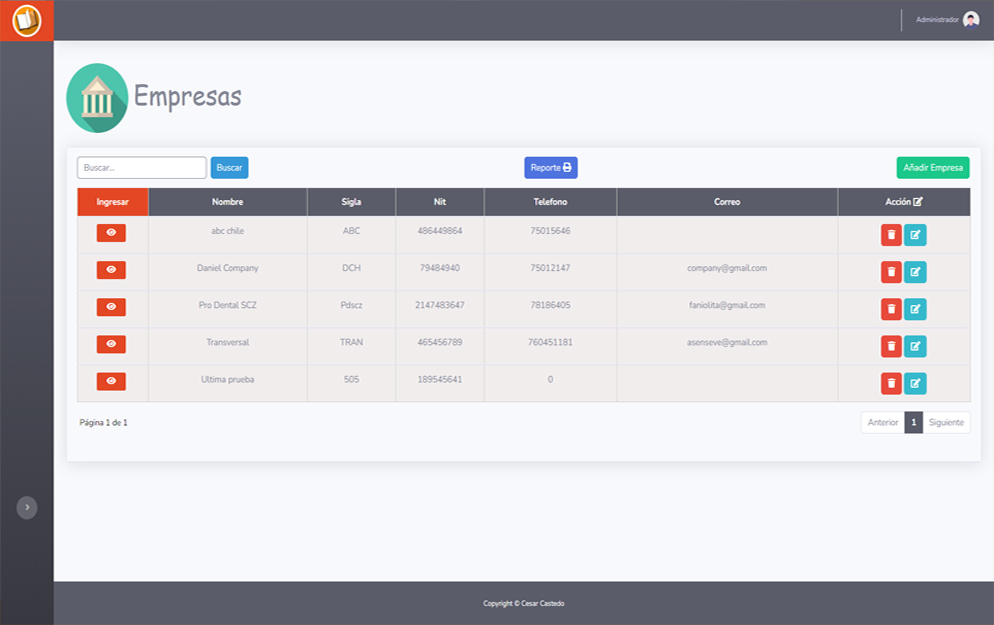 Administrador
Empresas
Buscar... Buscar Reporte Añadir Empresa
Ingresar Nombre Sigla Nit Telefono Correo Acción
abc chile ABC 486449864 75015646
Daniel Company DCH 79484940 75012147 company@gmail.com
Pro Dental SCZ Pdscz 2147483647 78186405 faniolita@gmail.com
Transversal TRAN 465456789 760451181 asenseve@gmail.com
Ultima prueba 505 189545641 0
Página 1 de 1 Anterior 1 Siguiente
Copyright © Cesar Castedo